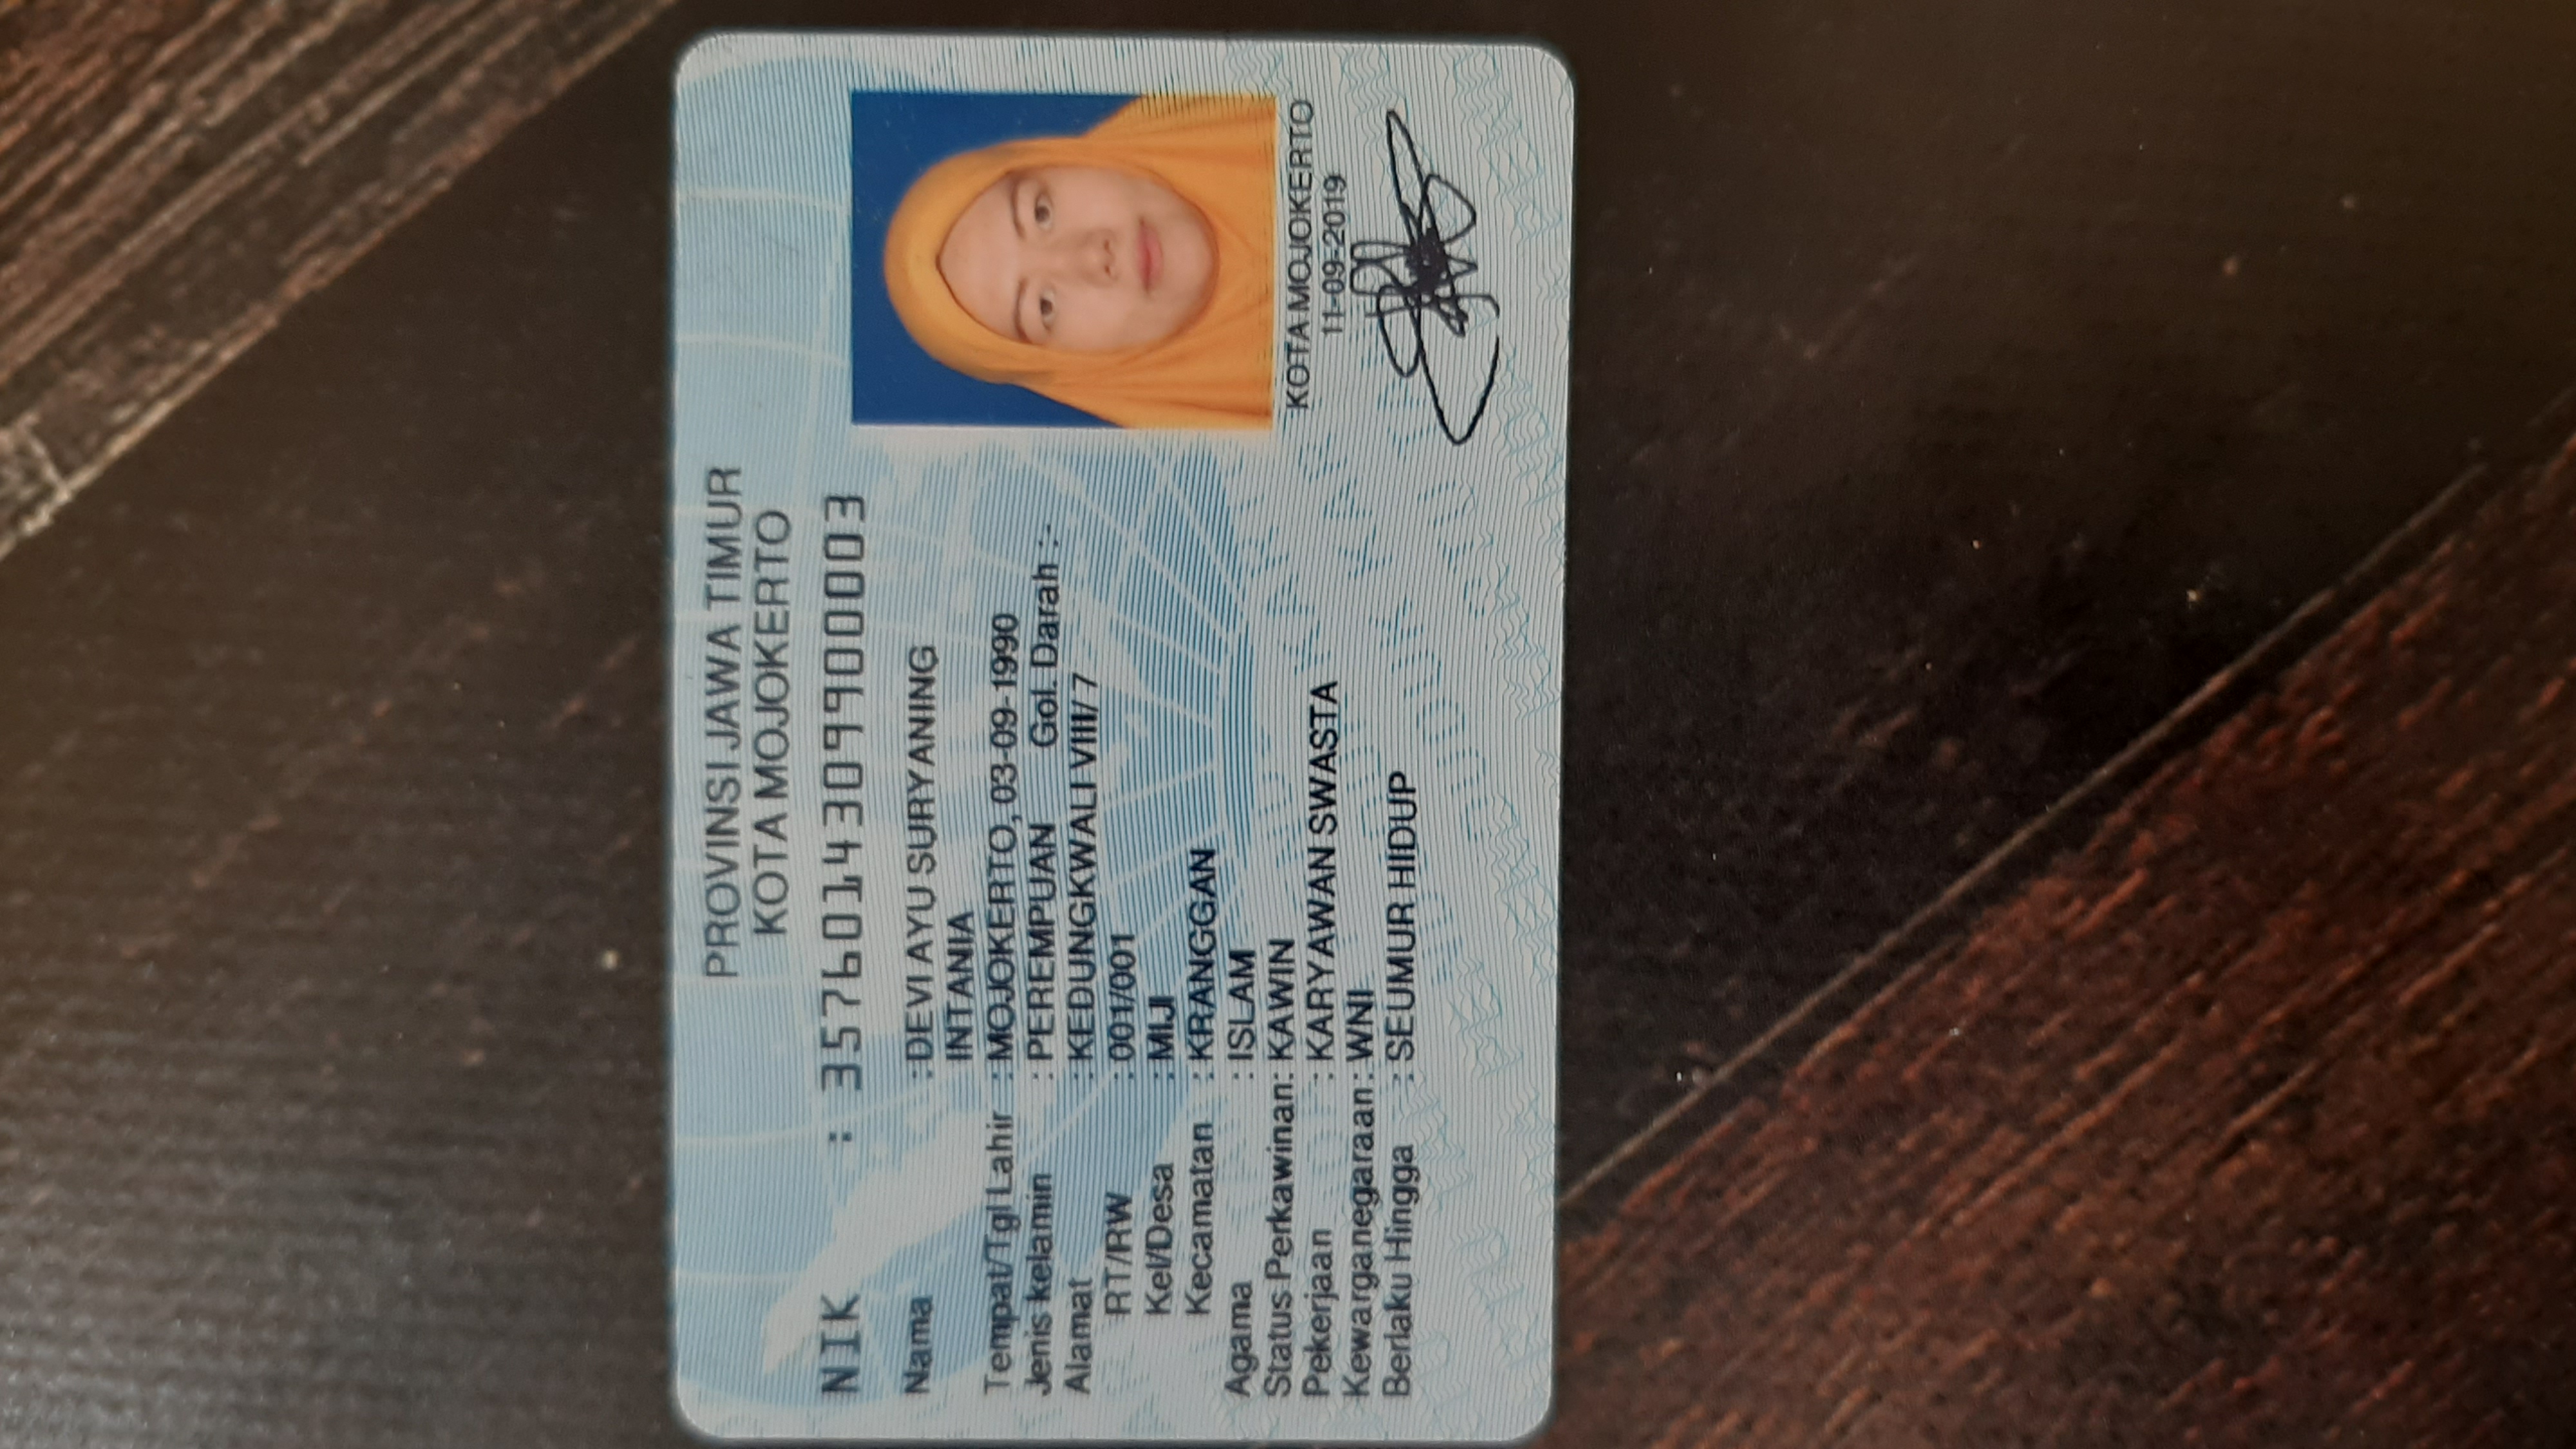 PROVINSI JAWA TIMUR
KOTA MOJOKERTO
NIK : 3576014309900003
Nama : DEVI AYU SURYANING
INTANIA
Tempat/Tgl Lahir : MOJOKERTO, 03-09-1990
Jenis kelamin : PEREMPUAN Gol. Darah : -
Alamat : KEDUNGKWALI VIII/ 7
RT/RW : 001/001
Kel/Desa : MIJI
Kecamatan : KRANGGAN
Agama : ISLAM
Status Perkawinan: KAWIN
Pekerjaan : KARYAWAN SWASTA
Kewarganegaraan: WNI
Berlaku Hingga : SEUMUR HIDUP
KOTA MOJOKERTO
11-09-2019